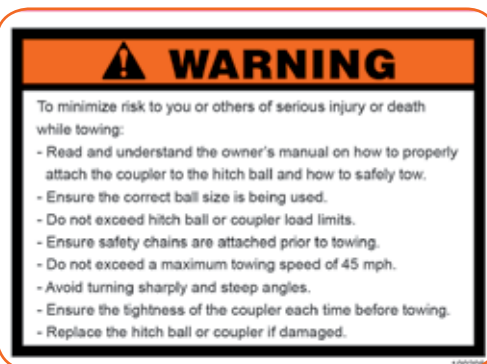 WARNING
To minimize risk to you or others of serious injury or death
while towing:
- Read and understand the owner's manual on how to properly
attach the coupler to the hitch ball and how to safely tow.
- Ensure the correct ball size is being used.
- Do not exceed hitch ball or coupler load limits.
- Ensure safety chains are attached prior to towing.
- Do not exceed a maximum towing speed of 45 mph.
- Avoid turning sharply and steep angles.
- Ensure the tightness of the coupler each time before towing.
- Replace the hitch ball or coupler if damaged.